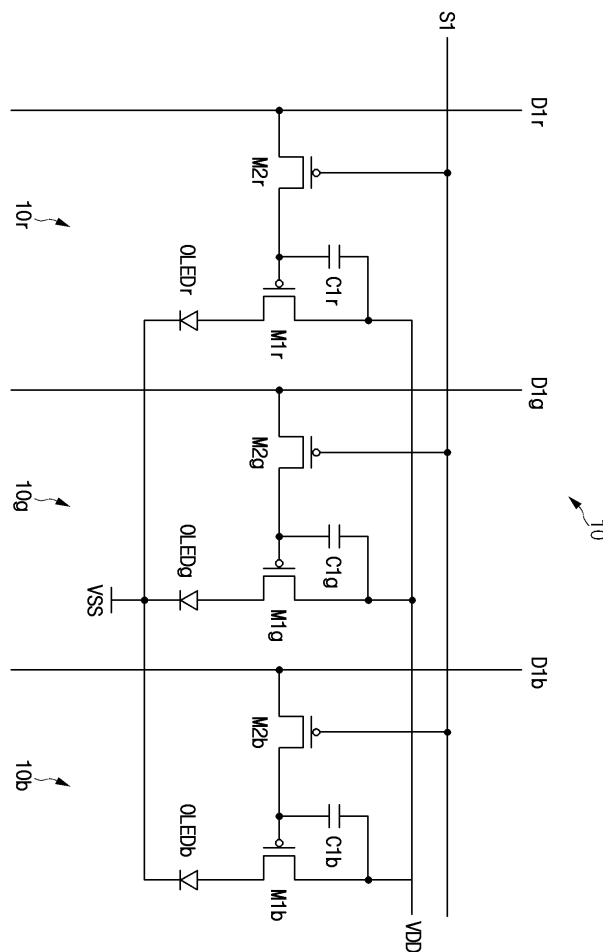 10
D1r
D1g
D1b
S1
VDD
C1r
C1g
C1b
M1r
M1g
M1b
M2r
M2g
M2b
OLEDr
OLEDg
OLEDb
VSS
10r
10g
10b